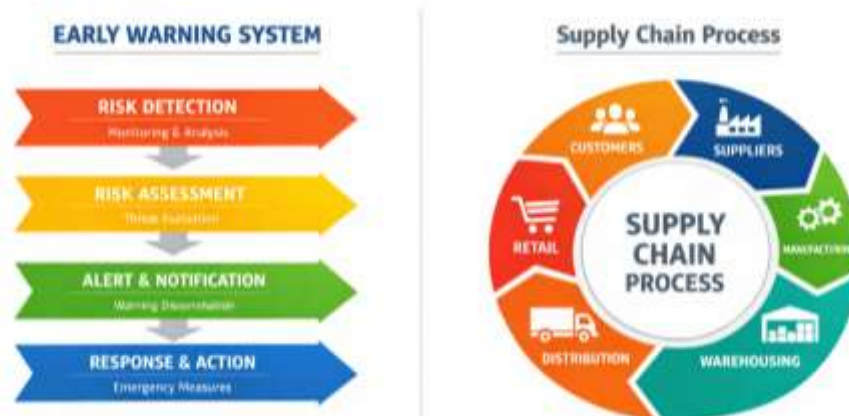 EARLY WARNING SYSTEM
RISK DETECTION
Monitoring & Analysis
RISK ASSESSMENT
Threat Evaluation
ALERT & NOTIFICATION
Warning Dissemination
RESPONSE & ACTION
Emergency Measures
Supply Chain Process
CUSTOMERS
SUPPLIERS
RETAIL
MANUFACTURING
SUPPLY
CHAIN
PROCESS
DISTRIBUTION
WAREHOUSING